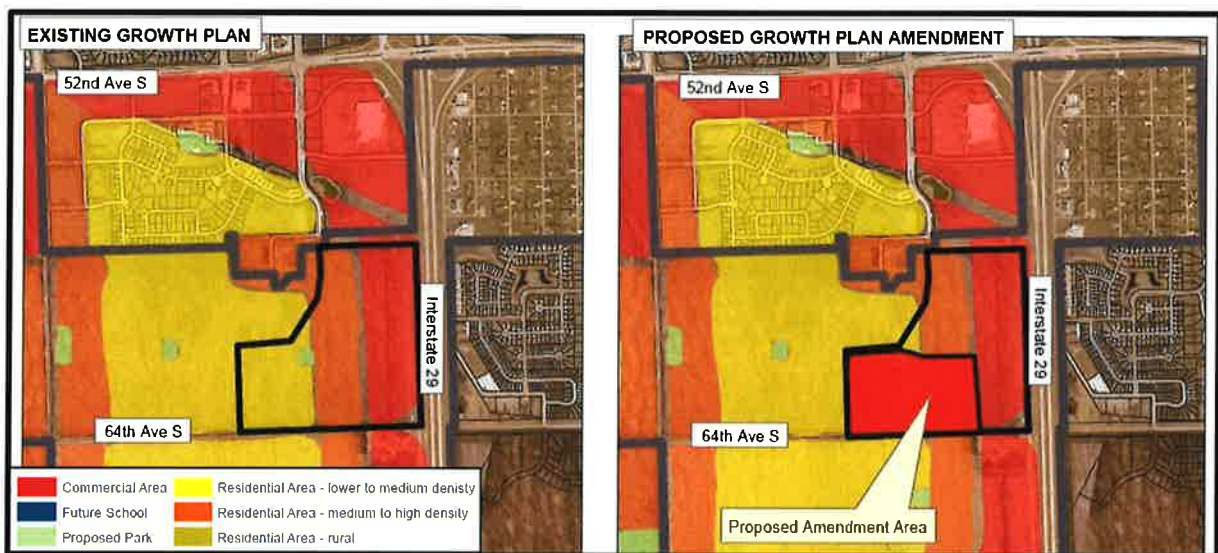 EXISTING GROWTH PLAN
52nd Ave S
Interstate 29
64th Ave S
Commercial Area
Future School
Proposed Park
Residential Area - lower to medium denisty
Residential Area - medium to high density
Residential Area - rural
PROPOSED GROWTH PLAN AMENDMENT
52nd Ave S
Interstate 29
64th Ave S
Proposed Amendment Area